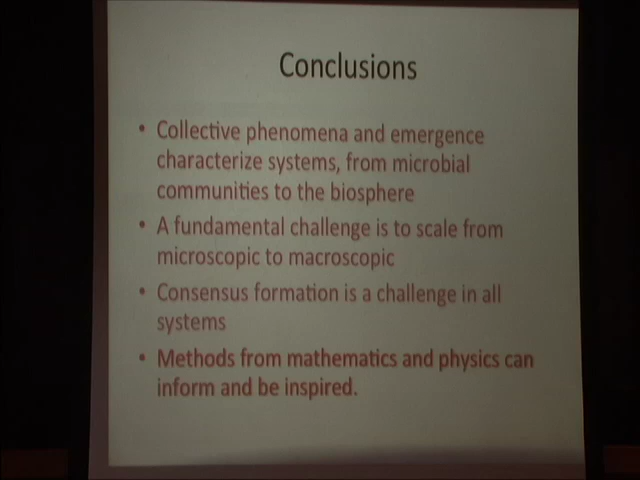 Conclusions
• Collective phenomena and emergence
characterize systems, from microbial
communities to the biosphere
• A fundamental challenge is to scale from
microscopic to macroscopic
• Consensus formation is a challenge in all
systems
• Methods from mathematics and physics can
inform and be inspired.